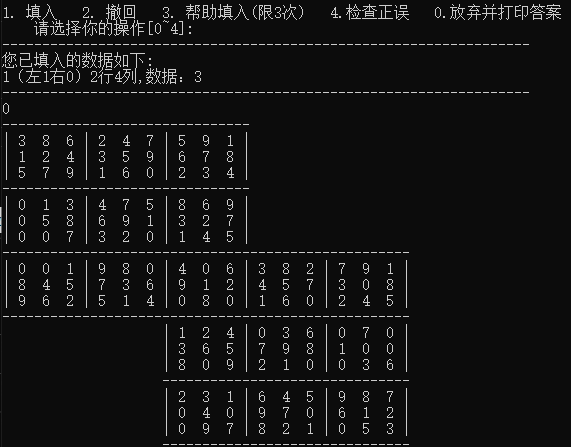 1. 填入   2. 撤回   3. 帮助填入(限3次)   4.检查正误   0.放弃并打印答案
请选择你的操作[0~4]:
-----------------------------------------------------------------
您已填入的数据如下:
1（左1右0）2行4列,数据：3
-----------------------------------------------------------------
0
-------------------------------
| 3  8  6 | 2  4  7 | 5  9  1 |
| 1  2  4 | 3  5  9 | 6  7  8 |
| 5  7  9 | 1  6  0 | 2  3  4 |
-------------------------------
| 0  1  3 | 4  7  5 | 8  6  9 |
| 0  5  8 | 6  9  1 | 3  2  7 |
| 0  0  7 | 3  2  0 | 1  4  5 |
---------------------------------------------------
| 0  0  1 | 9  8  0 | 4  0  6 | 3  8  2 | 7  9  1 |
| 8  4  5 | 7  3  6 | 9  1  2 | 4  5  7 | 3  0  8 |
| 9  6  2 | 5  1  4 | 0  8  0 | 1  6  0 | 2  4  5 |
---------------------------------------------------
| 1  2  4 | 0  3  6 | 0  7  0 |
| 3  6  5 | 7  9  8 | 1  0  0 |
| 8  0  9 | 2  1  0 | 0  3  6 |
-------------------------------
| 2  3  1 | 6  4  5 | 9  8  7 |
| 0  4  0 | 9  7  0 | 6  1  2 |
| 0  9  7 | 8  2  1 | 0  5  3 |
-------------------------------